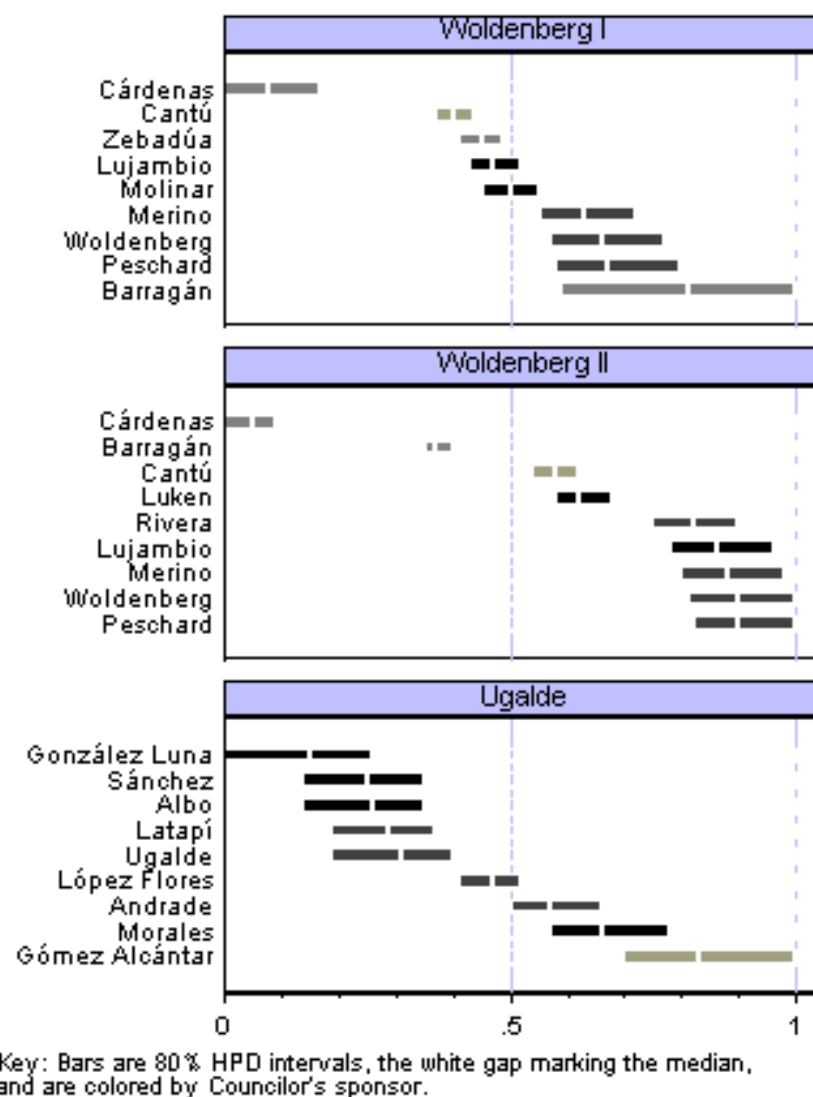 Woldenberg I
Cárdenas
Cantú
Zebadúa
Lujambio
Molinar
Merino
Woldenberg
Peschard
Barragán
Woldenberg II
Cárdenas
Barragán
Cantú
Luken
Rivera
Lujambio
Merino
Woldenberg
Peschard
Ugalde
González Luna
Sánchez
Albo
Latapí
Ugalde
López Flores
Andrade
Morales
Gómez Alcántar
0 .5 1
Key: Bars are 80% HPD intervals, the white gap marking the median,
and are colored by Councilor's sponsor.